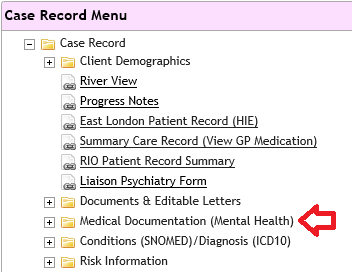 Case Record Menu
Case Record
Client Demographics
River View
Progress Notes
East London Patient Record (HIE)
Summary Care Record (View GP Medication)
RIO Patient Record Summary
Liaison Psychiatry Form
Documents & Editable Letters
Medical Documentation (Mental Health)
Conditions (SNOMED)/Diagnosis (ICD10)
Risk Information